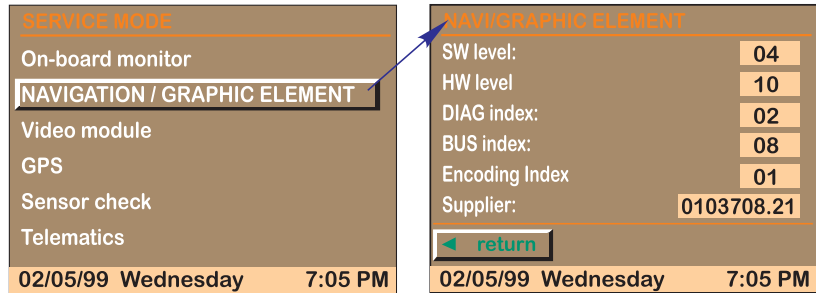 SERVICE MODE
On-board monitor
NAVIGATION / GRAPHIC ELEMENT
Video module
GPS
Sensor check
Telematics
02/05/99 Wednesday 7:05 PM
NAVI/GRAPHIC ELEMENT
SW level: 04
HW level 10
DIAG index: 02
BUS index: 08
Encoding Index 01
Supplier: 0103708.21
◄ return
02/05/99 Wednesday 7:05 PM